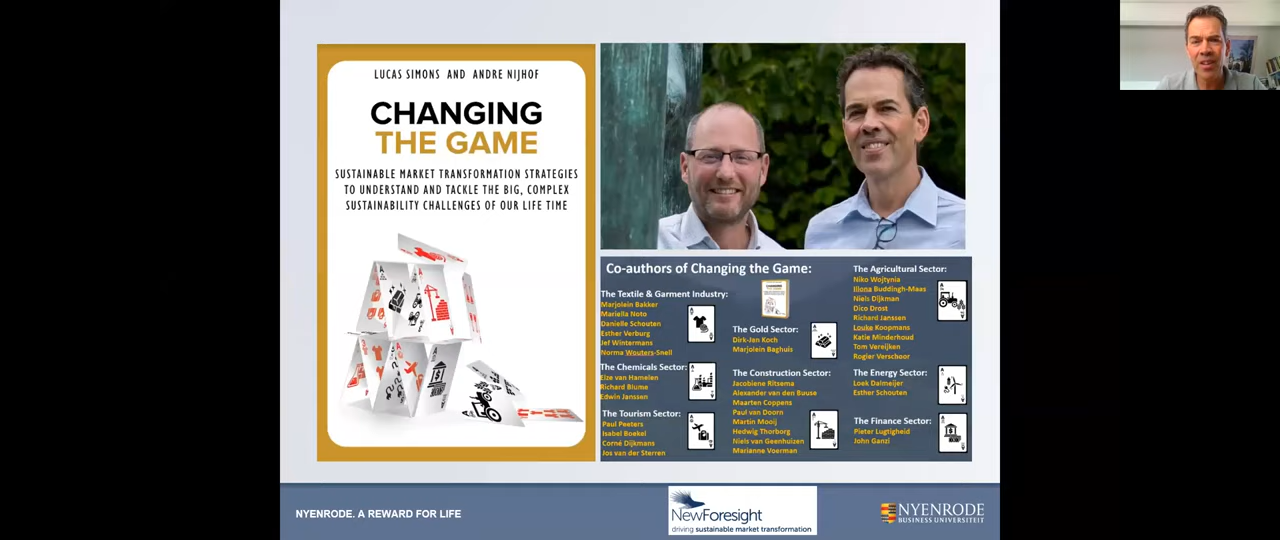 LUCAS SIMONS AND ANDRE NIJHOF
CHANGING
THE GAME
SUSTAINABLE MARKET TRANSFORMATION STRATEGIES
TO UNDERSTAND AND TACKLE THE BIG, COMPLEX
SUSTAINABILITY CHALLENGES OF OUR LIFE TIME
Co-authors of Changing the Game:
The Textile & Garment Industry:
Marjolein Bakker
Mariella Noto
Danielle Schouten
Esther Verburg
Jef Wintermans
Norma Wouters-Snell
The Chemicals Sector:
Elze van Hamelen
Richard Blume
Edwin Janssen
The Tourism Sector:
Paul Peeters
Isabel Boekel
Corné Dijkmans
Jos van der Sterren
The Gold Sector:
Dirk-Jan Koch
Marjolein Baghuis
The Construction Sector:
Jacobiene Ritsema
Alexander van den Buuse
Maarten Coppens
Paul van Doorn
Martin Mooij
Hedwig Thorborg
Niels van Geenhuizen
Marianne Voerman
The Agricultural Sector:
Niko Wojtynia
Illona Buddingh-Maas
Niels Dijkman
Dico Drost
Richard Janssen
Louke Koopmans
Katie Minderhoud
Tom Vereijken
Rogier Verschoor
The Energy Sector:
Loek Dalmeijer
Esther Schouten
The Finance Sector:
Pieter Lugtigheid
John Ganzi
NYENRODE. A REWARD FOR LIFE
NewForesight
driving sustainable market transformation
NYENRODE
BUSINESS UNIVERSITEIT